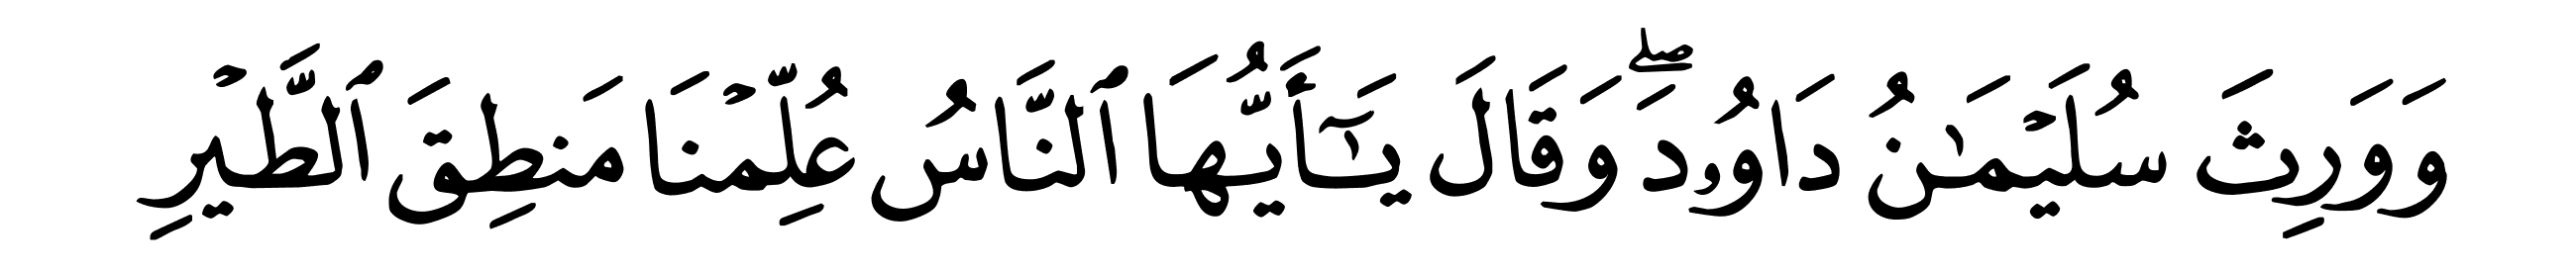 وَوَرِثَ سُلَيۡمَٰنُ دَاوُۥدَۖ وَقَالَ يَٰٓأَيُّهَا ٱلنَّاسُ عُلِّمۡنَا مَنطِقَ ٱلطَّيۡرِ